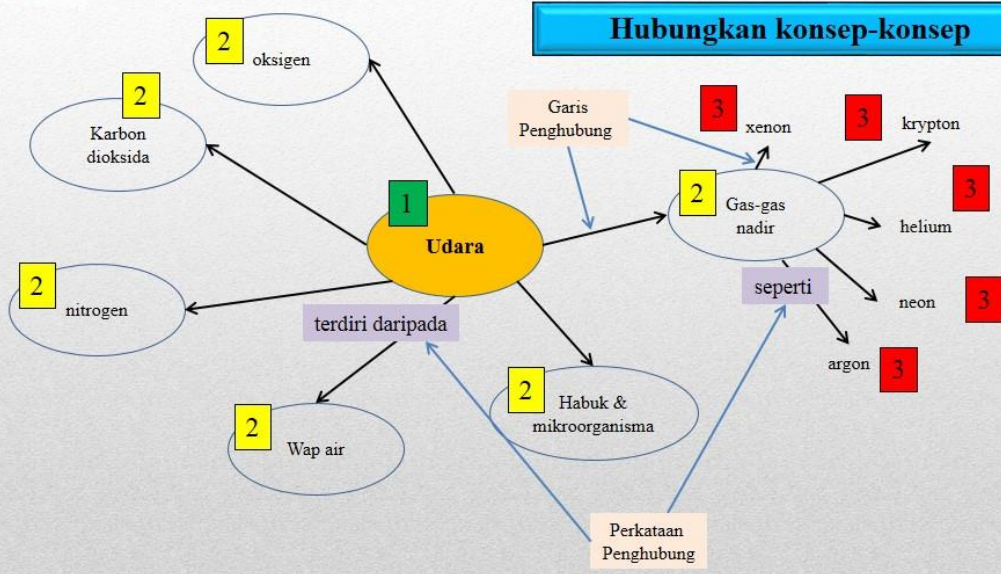 Hubungkan konsep-konsep
2
oksigen
2
Karbon
dioksida
Garis
Penghubung
3
xenon
3
krypton
1
Udara
2
Gas-gas
nadir
3
helium
2
nitrogen
terdiri daripada
seperti
neon
3
argon
3
2
Wap air
2
Habuk &
mikroorganisma
Perkataan
Penghubung